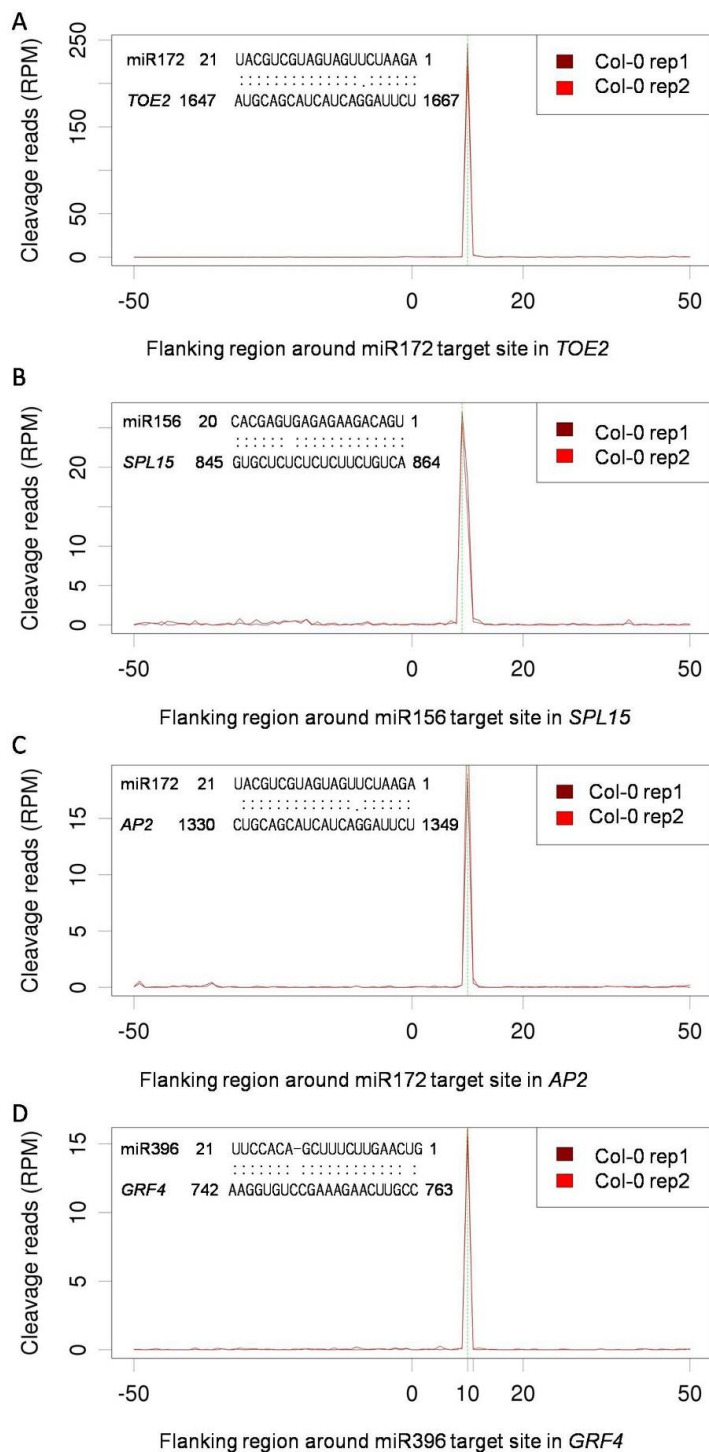 A
Cleavage reads (RPM)
250
150
50
0
miR172 21 UACGUCGUAGUAGUUCUAAGA 1
:::::::::::::.::::::
TOE2 1647 AUGCAGCAUCAUCAGGAUUCU 1667
Col-0 rep1
Col-0 rep2
-50 0 20 50
Flanking region around miR172 target site in TOE2
B
Cleavage reads (RPM)
20
10
5
0
miR156 20 CACGAGUGAGAGAAGACAGU 1
:::::: :::::::::::::
SPL15 845 GUGCUCUCUCUCUUCUGUCA 864
Col-0 rep1
Col-0 rep2
-50 0 20 50
Flanking region around miR156 target site in SPL15
C
Cleavage reads (RPM)
15
10
5
0
miR172 21 UACGUCGUAGUAGUUCUAAGA 1
:::::::::::::.::::::
AP2 1330 CUGCAGCAUCAUCAGGAUUCU 1349
Col-0 rep1
Col-0 rep2
-50 0 20 50
Flanking region around miR172 target site in AP2
D
Cleavage reads (RPM)
15
10
5
0
miR396 21 UUCCACA-GCUUUCUUGAACUG 1
::::::: :::::::::::: :
GRF4 742 AAGGUGUCCGAAAGAACUUGCC 763
Col-0 rep1
Col-0 rep2
-50 0 10 20 50
Flanking region around miR396 target site in GRF4